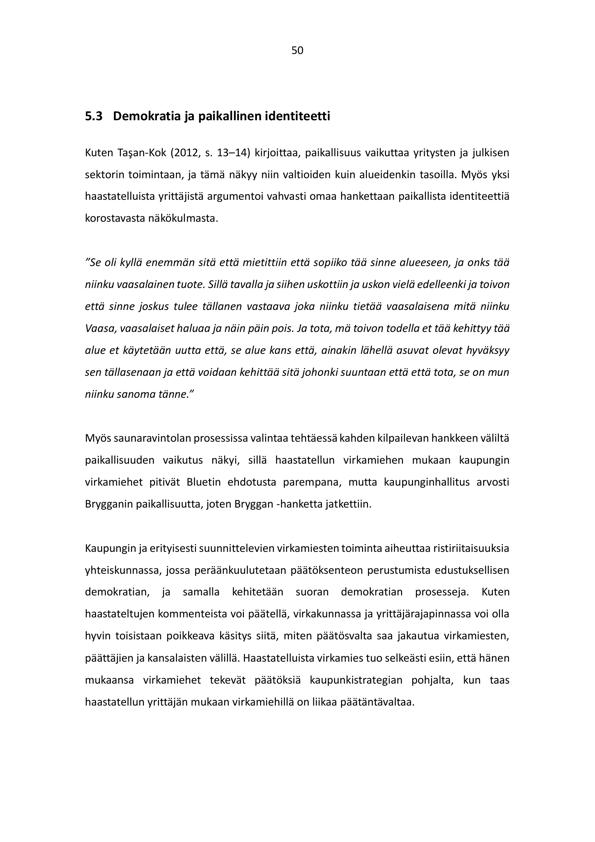 50
5.3 Demokratia ja paikallinen identiteetti
Kuten Taşan-Kok (2012, s. 13–14) kirjoittaa, paikallisuus vaikuttaa yritysten ja julkisen
sektorin toimintaan, ja tämä näkyy niin valtioiden kuin alueidenkin tasoilla. Myös yksi
haastatelluista yrittäjistä argumentoi vahvasti omaa hankettaan paikallista identiteettiä
korostavasta näkökulmasta.
”Se oli kyllä enemmän sitä että mietittiin että sopiiko tää sinne alueeseen, ja onks tää
niinku vaasalainen tuote. Sillä tavalla ja siihen uskottiin ja uskon vielä edelleenki ja toivon
että sinne joskus tulee tällanen vastaava joka niinku tietää vaasalaisena mitä niinku
Vaasa, vaasalaiset haluaa ja näin päin pois. Ja tota, mä toivon todella et tää kehittyy tää
alue et käytetään uutta että, se alue kans että, ainakin lähellä asuvat olevat hyväksyy
sen tällasenaan ja että voidaan kehittää sitä johonki suuntaan että että tota, se on mun
niinku sanoma tänne.”
Myös saunaravintolan prosessissa valintaa tehtäessä kahden kilpailevan hankkeen väliltä
paikallisuuden vaikutus näkyi, sillä haastatellun virkamiehen mukaan kaupungin
virkamiehet pitivät Bluetin ehdotusta parempana, mutta kaupunginhallitus arvosti
Brygganin paikallisuutta, joten Bryggan -hanketta jatkettiin.
Kaupungin ja erityisesti suunnittelevien virkamiesten toiminta aiheuttaa ristiriitaisuuksia
yhteiskunnassa, jossa peräänkuulutetaan päätöksenteon perustumista edustuksellisen
demokratian, ja samalla kehitetään suoran demokratian prosesseja. Kuten
haastateltujen kommenteista voi päätellä, virkakunnassa ja yrittäjärajapinnassa voi olla
hyvin toisistaan poikkeava käsitys siitä, miten päätösvalta saa jakautua virkamiesten,
päättäjien ja kansalaisten välillä. Haastatelluista virkamies tuo selkeästi esiin, että hänen
mukaansa virkamiehet tekevät päätöksiä kaupunkistrategian pohjalta, kun taas
haastatellun yrittäjän mukaan virkamiehillä on liikaa päätäntävaltaa.